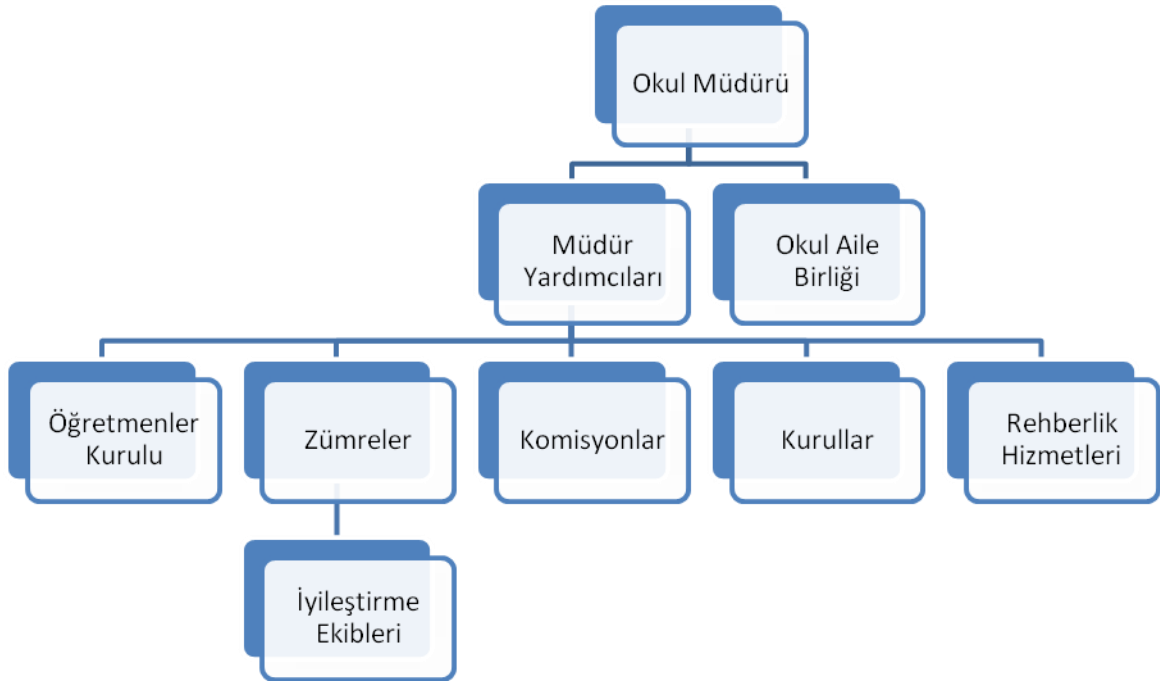 Okul Müdürü
Müdür
Yardımcıları
Okul Aile
Birliği
Öğretmenler
Kurulu
Zümreler
Komisyonlar
Kurullar
Rehberlik
Hizmetleri
İyileştirme
Ekibleri